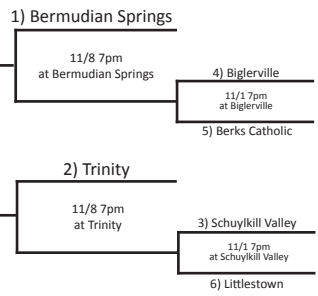 1) Bermudian Springs
11/8 7pm
at Bermudian Springs
4) Biglerville
11/1 7pm
at Biglerville
5) Berks Catholic
2) Trinity
11/8 7pm
at Trinity
3) Schuylkill Valley
11/1 7pm
at Schuylkill Valley
6) Littlestown